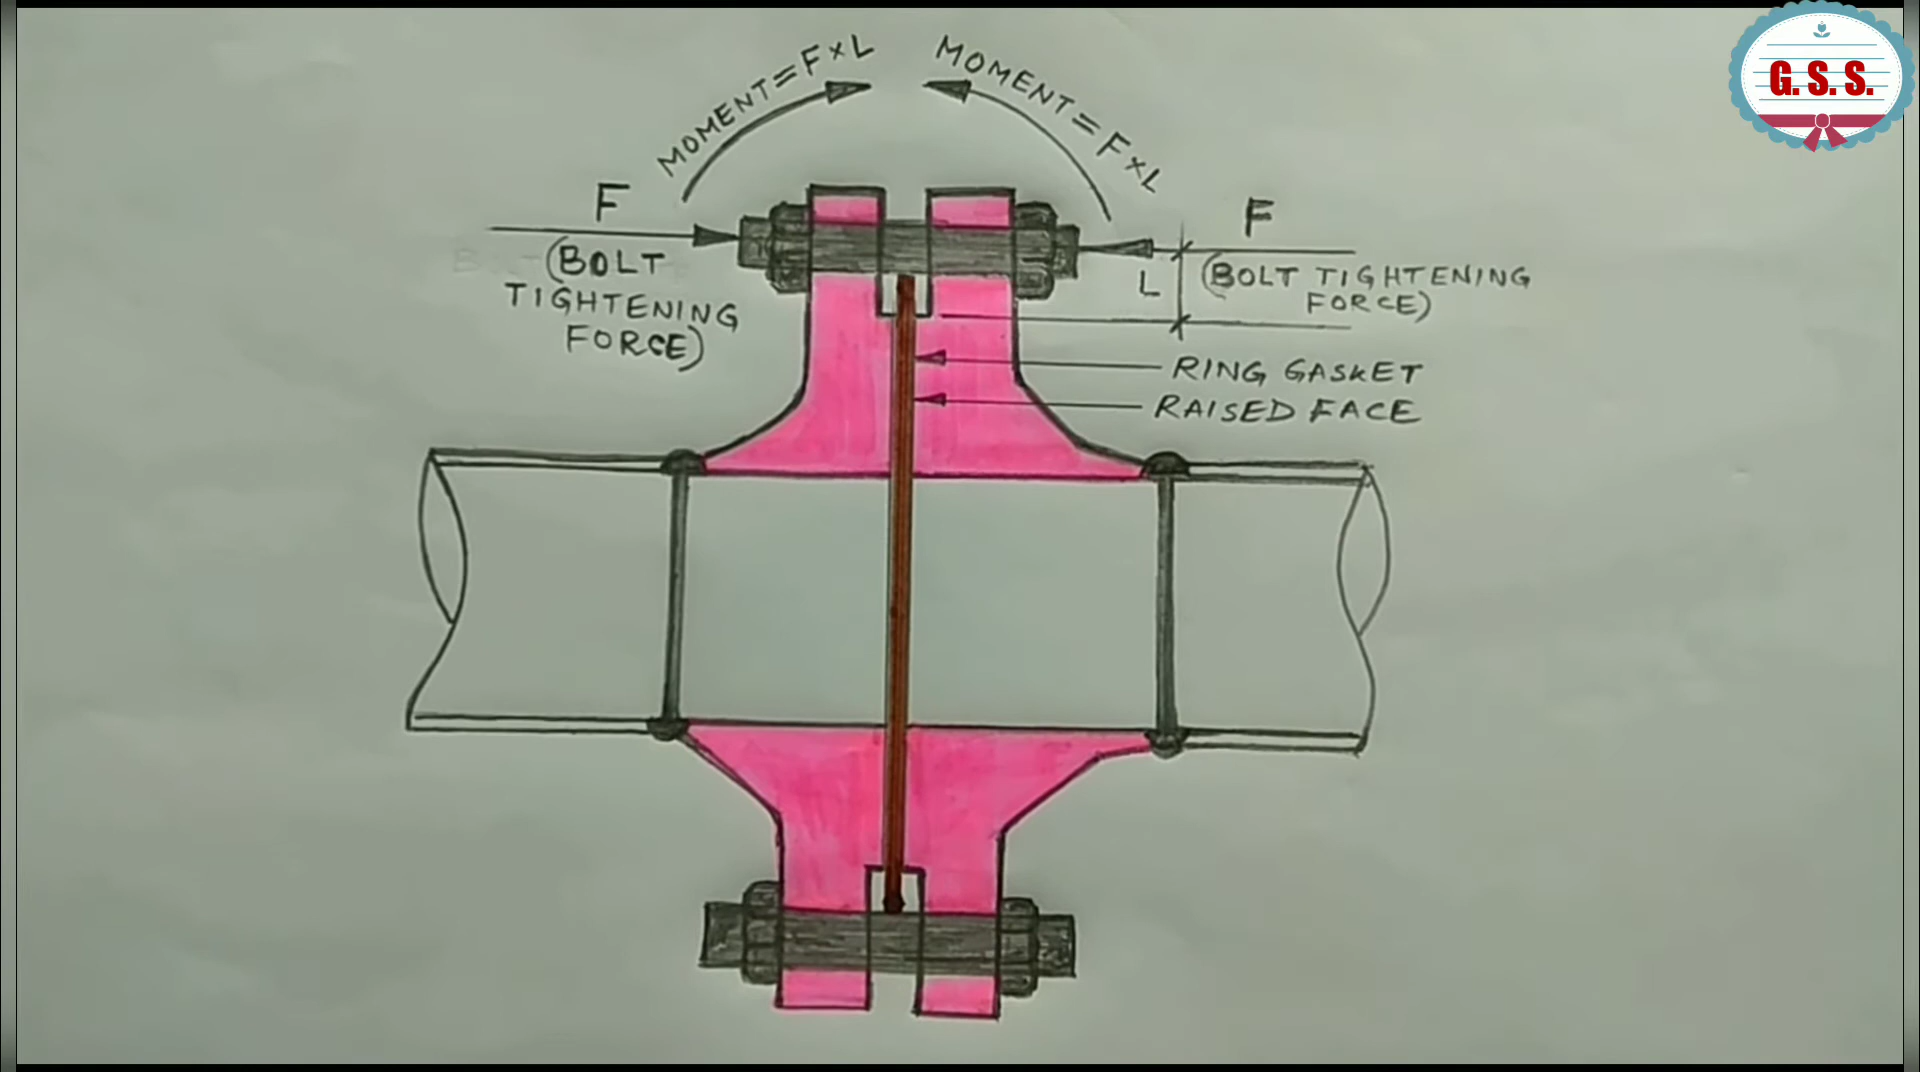 G. S. S.
MOMENT = F × L
MOMENT = F × L
F
(BOLT
TIGHTENING
FORCE)
F
(BOLT TIGHTENING
FORCE)
L
RING GASKET
RAISED FACE